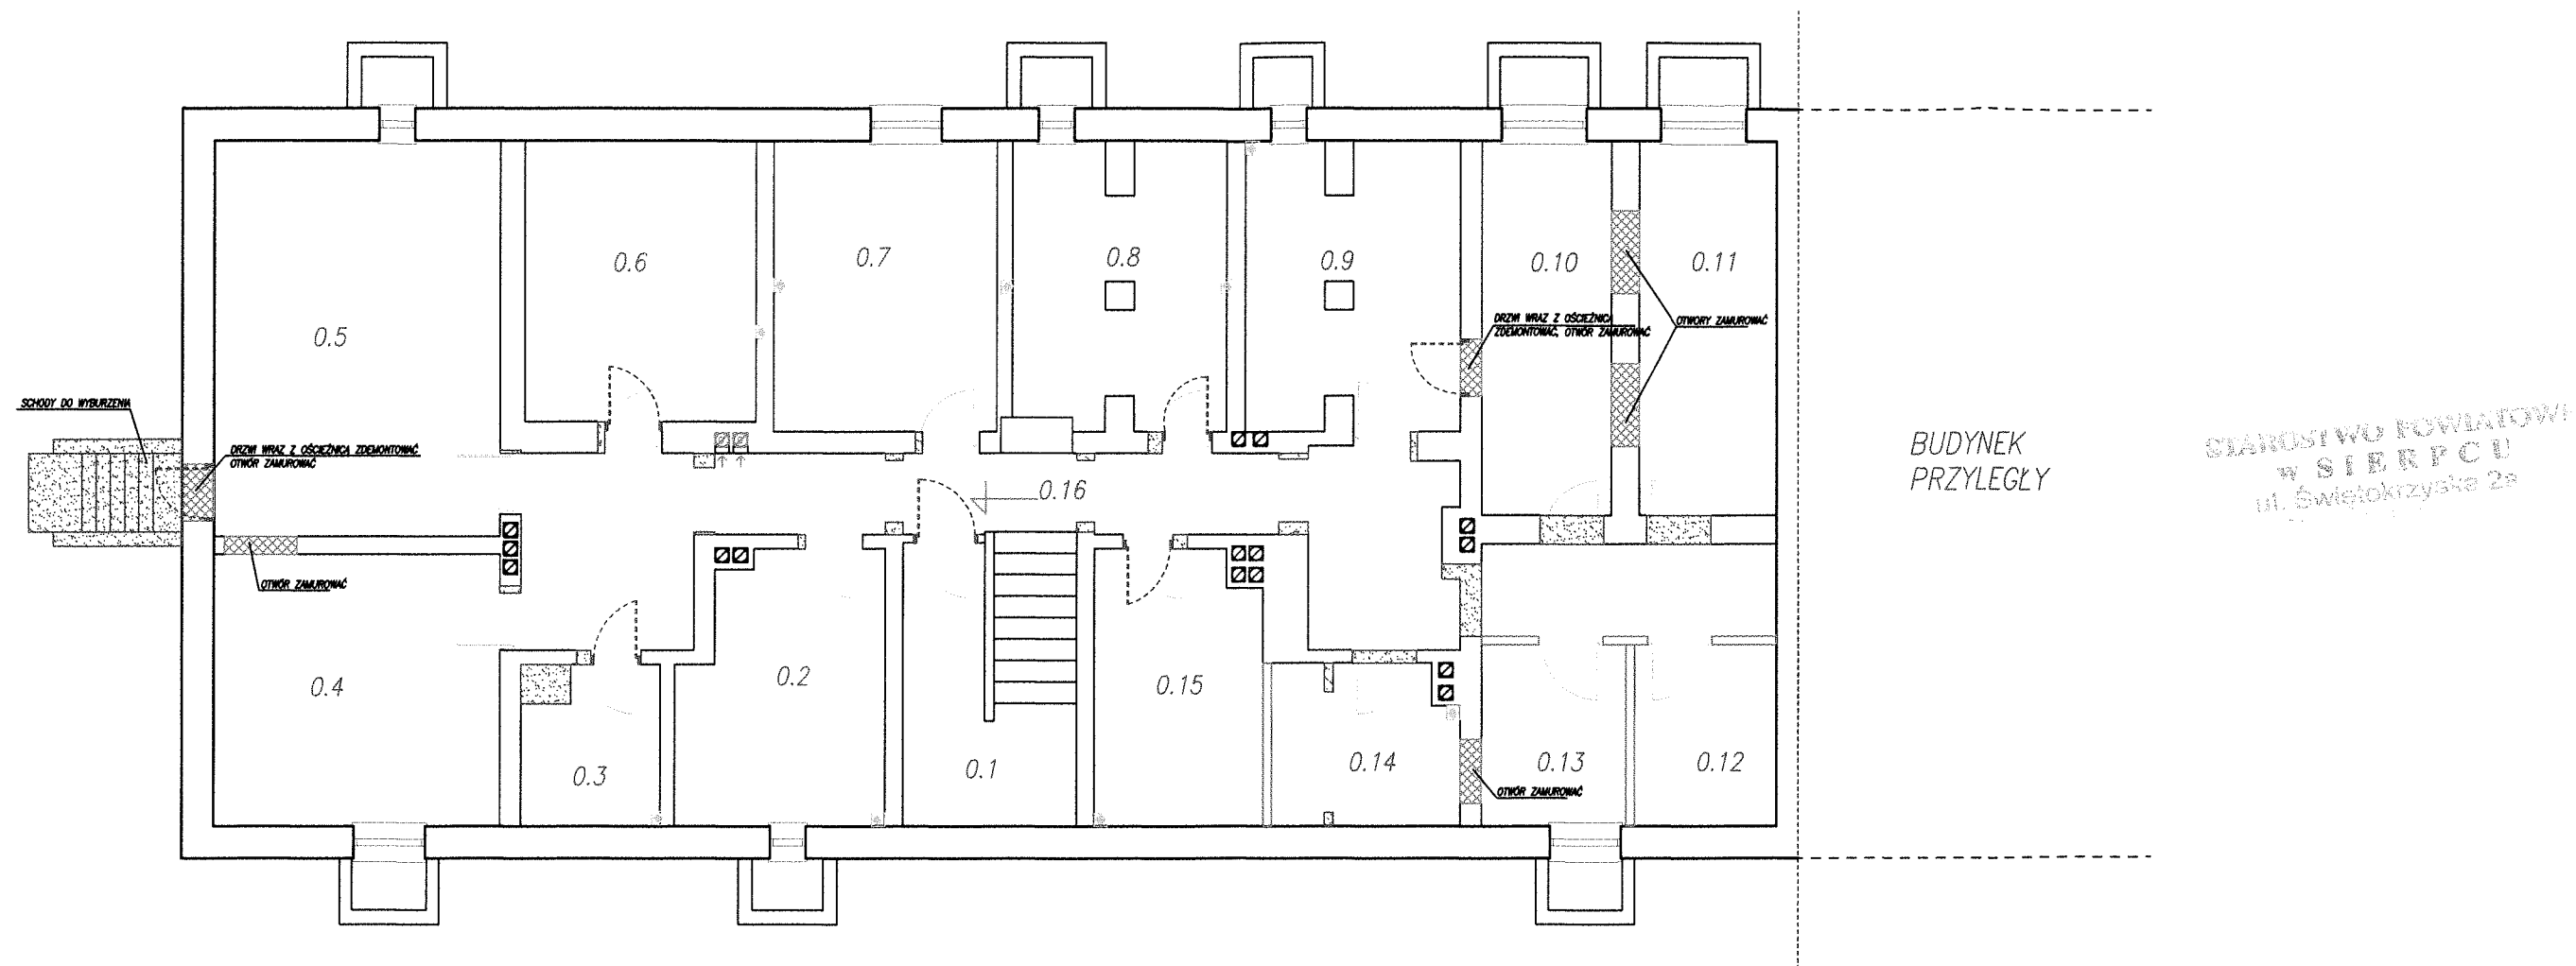 0.6
0.7
0.8
0.9
0.10
0.11
0.5
DRZWI WRAZ Z OŚCIEŻNICĄ
ZDEMONTOWAĆ, OTWÓR ZAMUROWAĆ
OTWORY ZAMUROWAĆ
SCHODY DO WYBURZENIA
DRZWI WRAZ Z OŚCIEŻNICĄ ZDEMONTOWAĆ
OTWÓR ZAMUROWAĆ
BUDYNEK
PRZYLEGŁY
STAROSTWO POWIATOW
W SIERPCU
ul. Świętokrzyska 2a
0.16
OTWÓR ZAMUROWAĆ
0.4
0.2
0.15
0.3
0.1
0.14
0.13
0.12
OTWÓR ZAMUROWAĆ